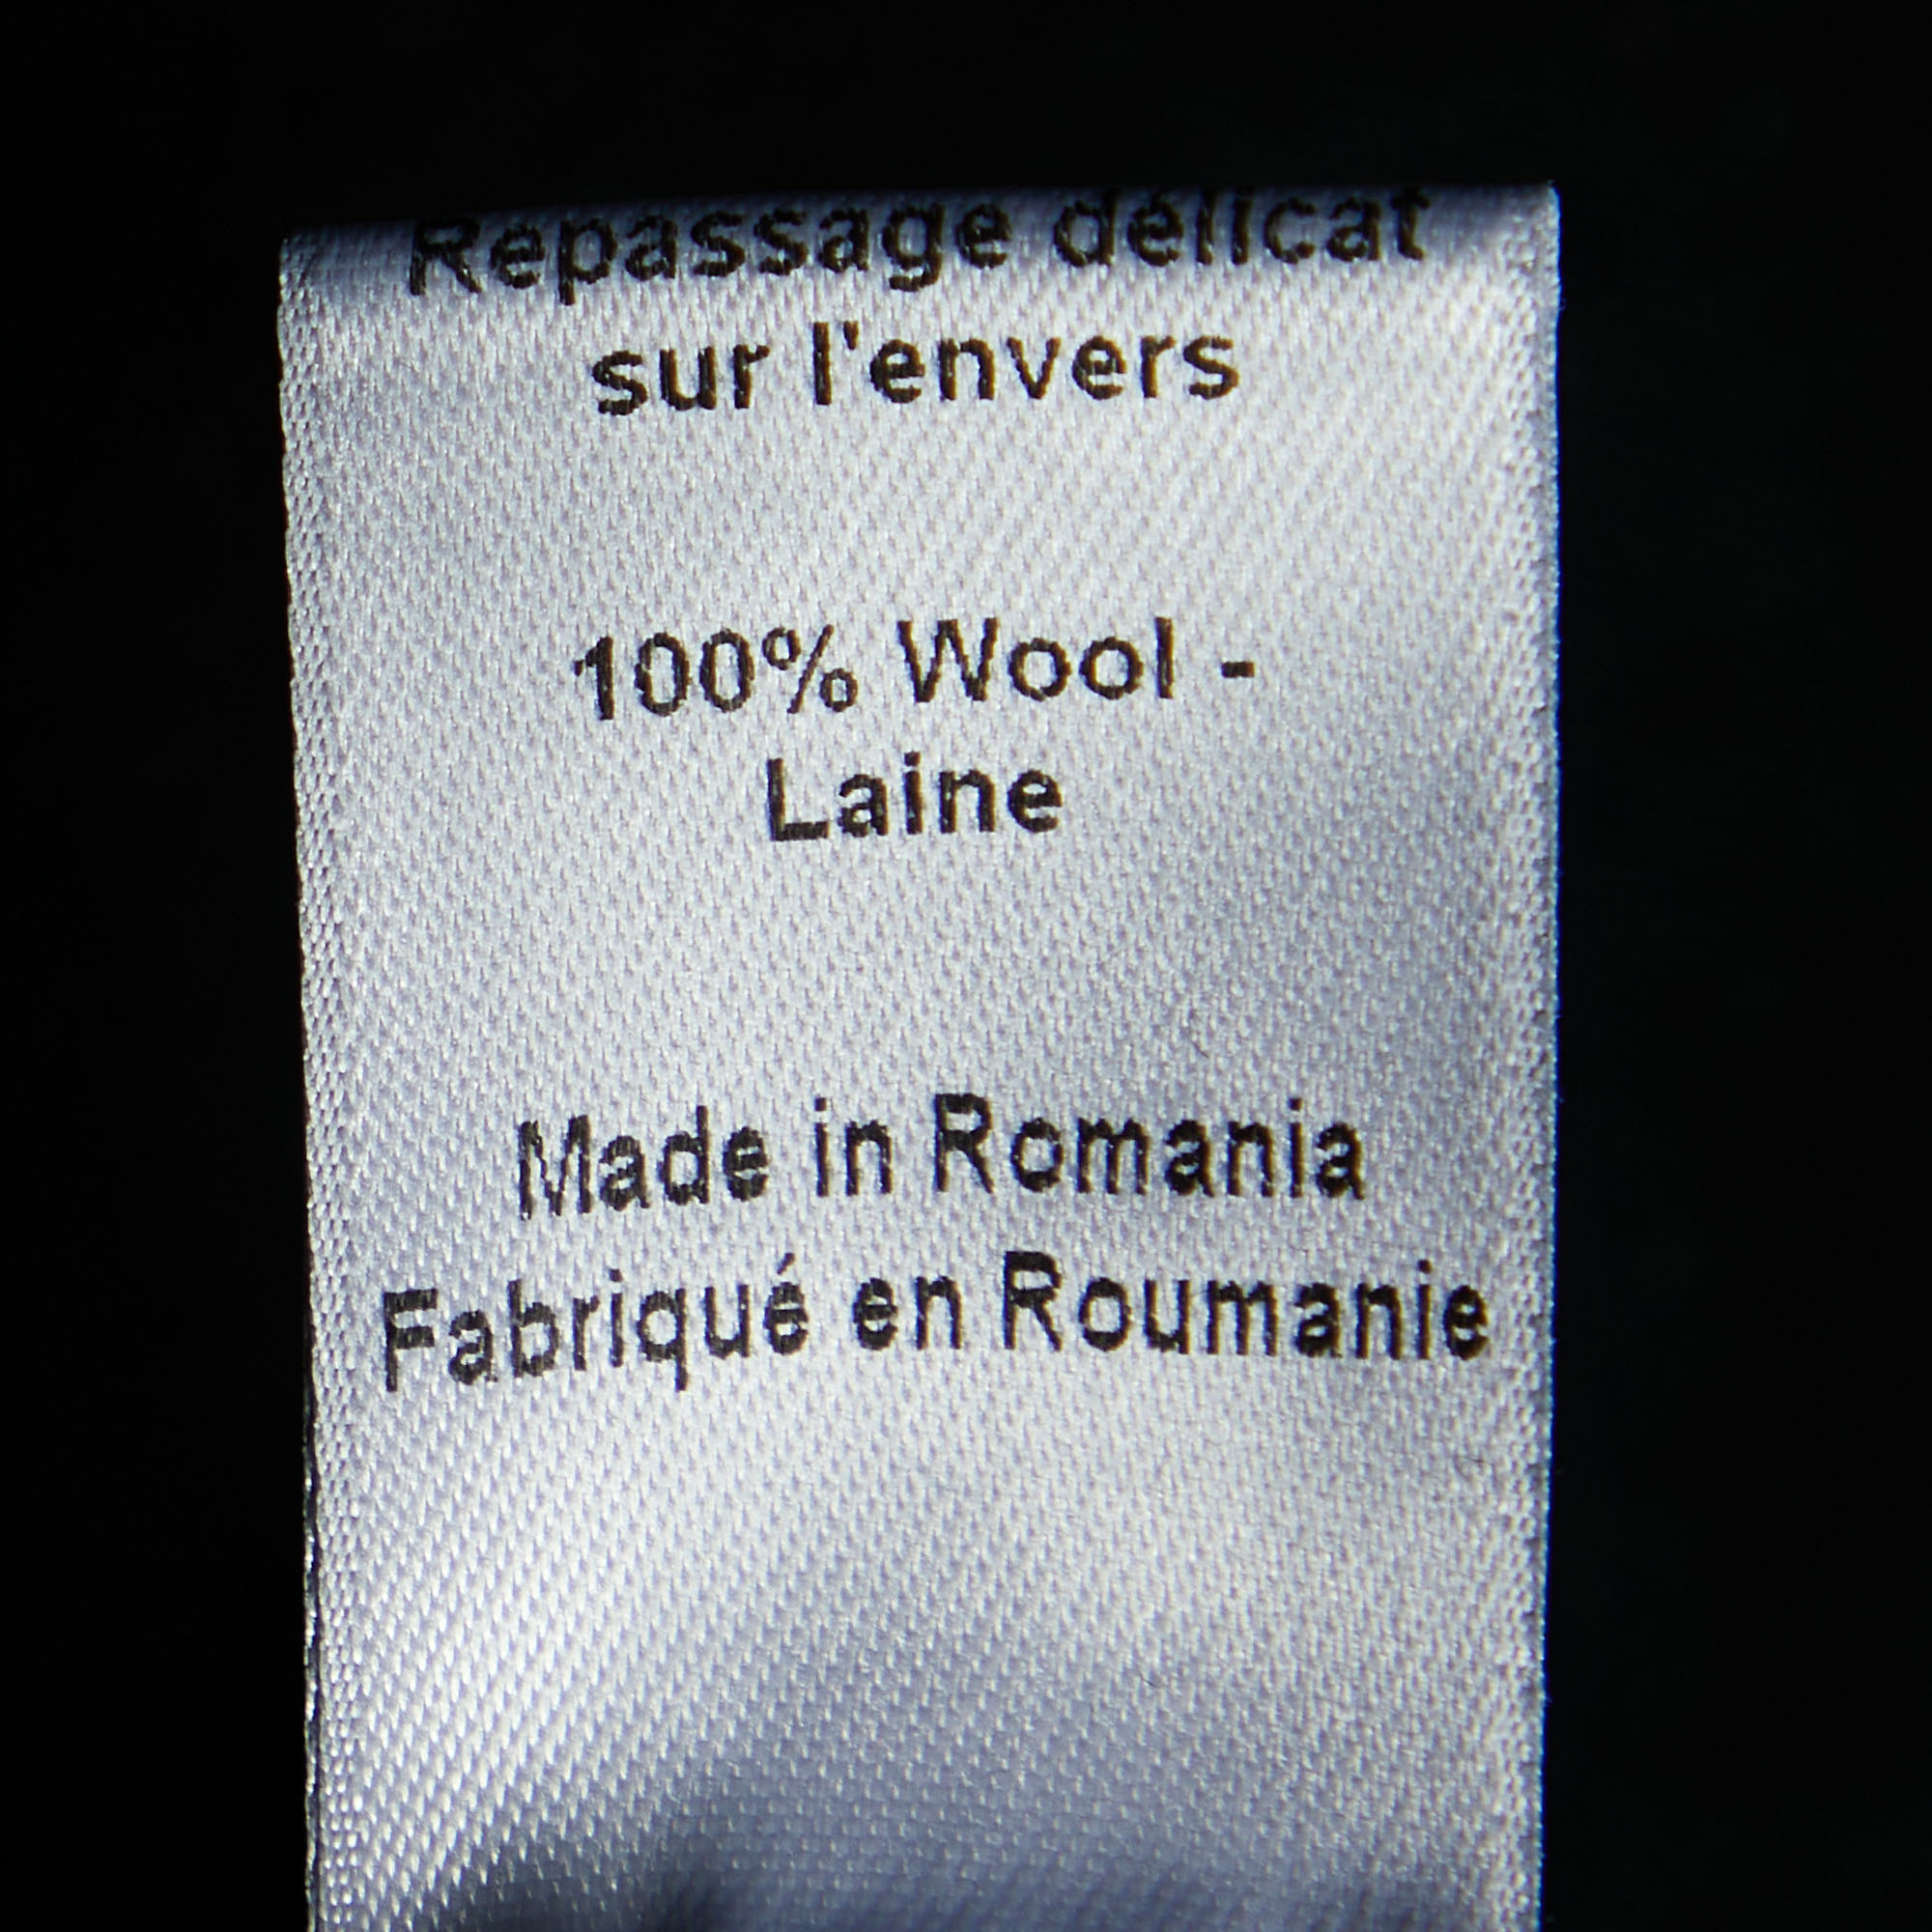 Repassage délicat
sur l'envers
100% Wool -
Laine
Made in Romania
Fabriqué en Roumanie